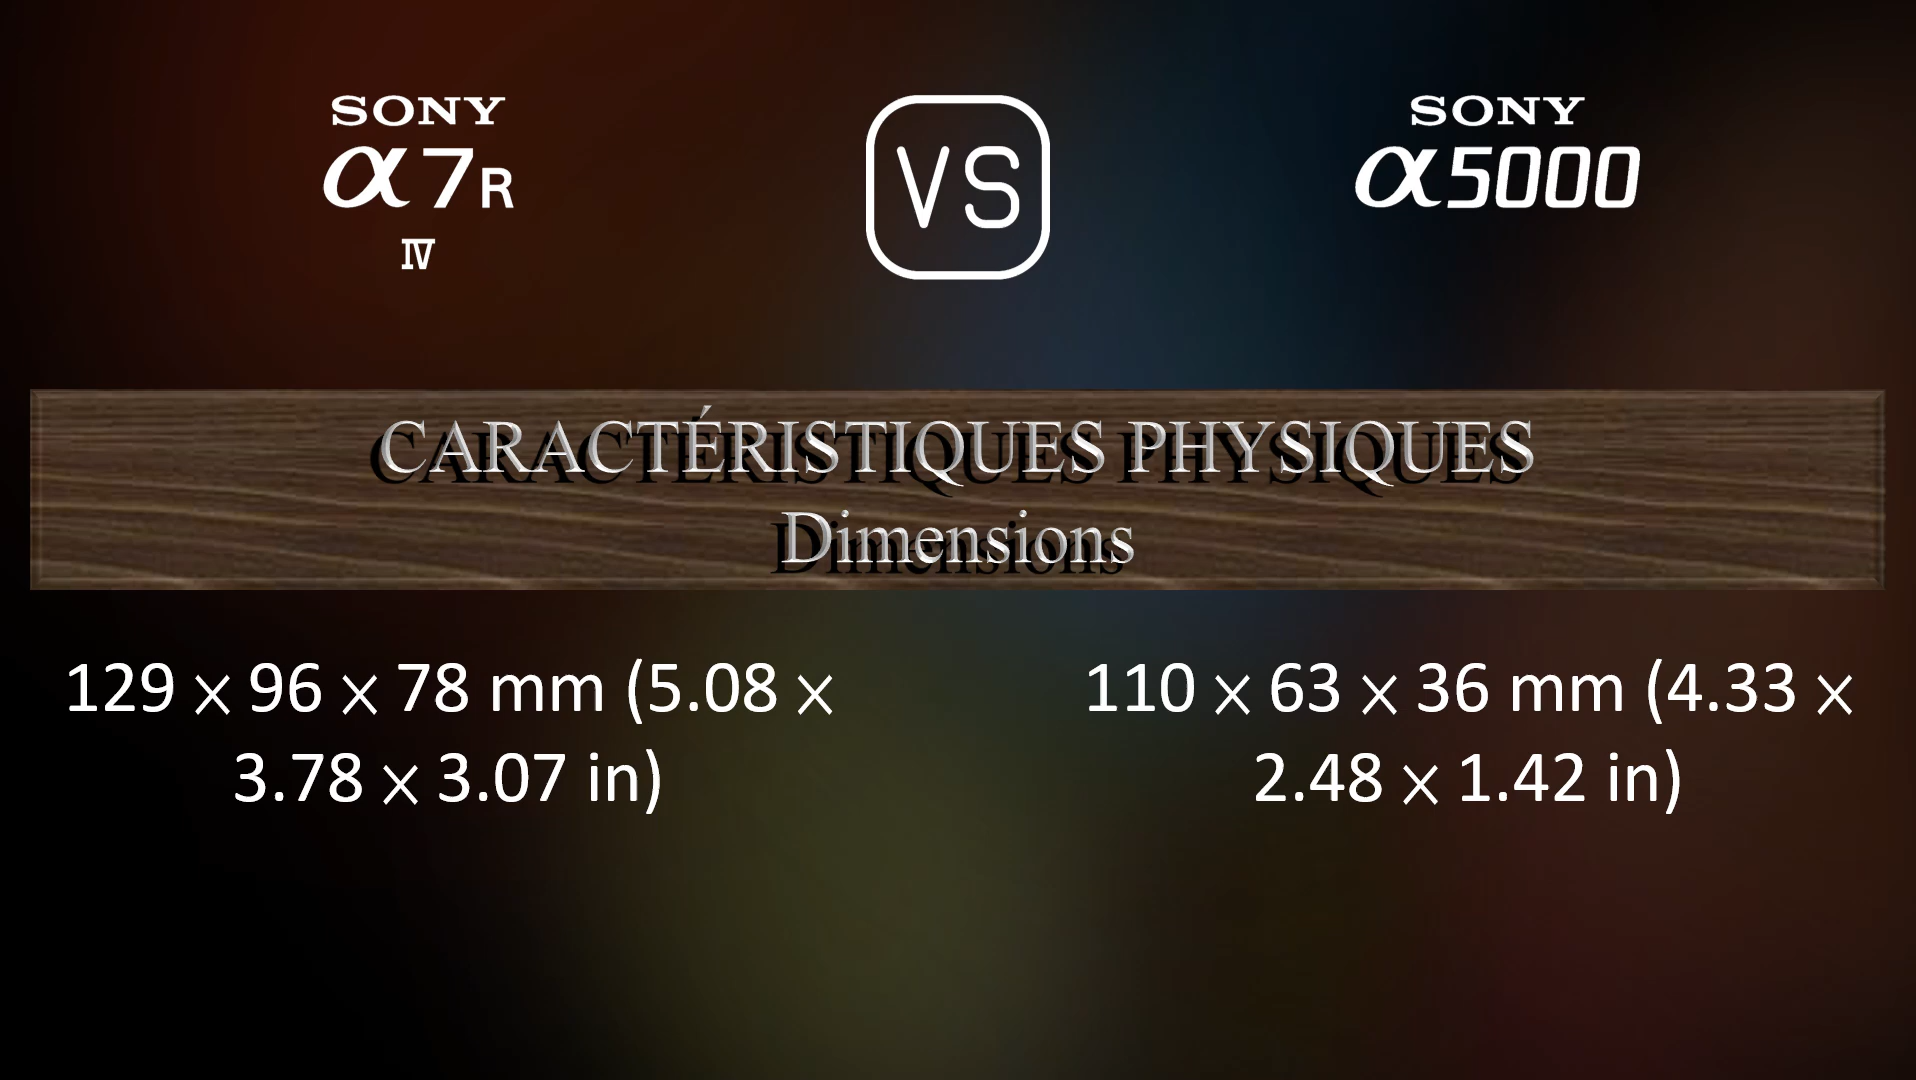 SONY
α7R
IV
VS
SONY
α5000
CARACTÉRISTIQUES PHYSIQUES
Dimensions
129 x 96 x 78 mm (5.08 x
3.78 x 3.07 in)
110 x 63 x 36 mm (4.33 x
2.48 x 1.42 in)